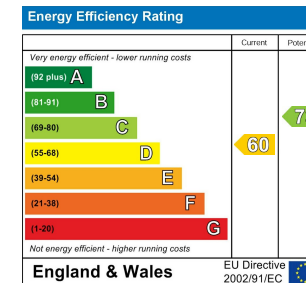 Energy Efficiency Rating
Current
Very energy efficient - lower running costs
(92 plus) A
(81-91) B
(69-80) C
(55-68) D
60
(39-54) E
(21-38) F
(1-20) G
Not energy efficient - higher running costs
England & Wales
EU Directive
2002/91/EC